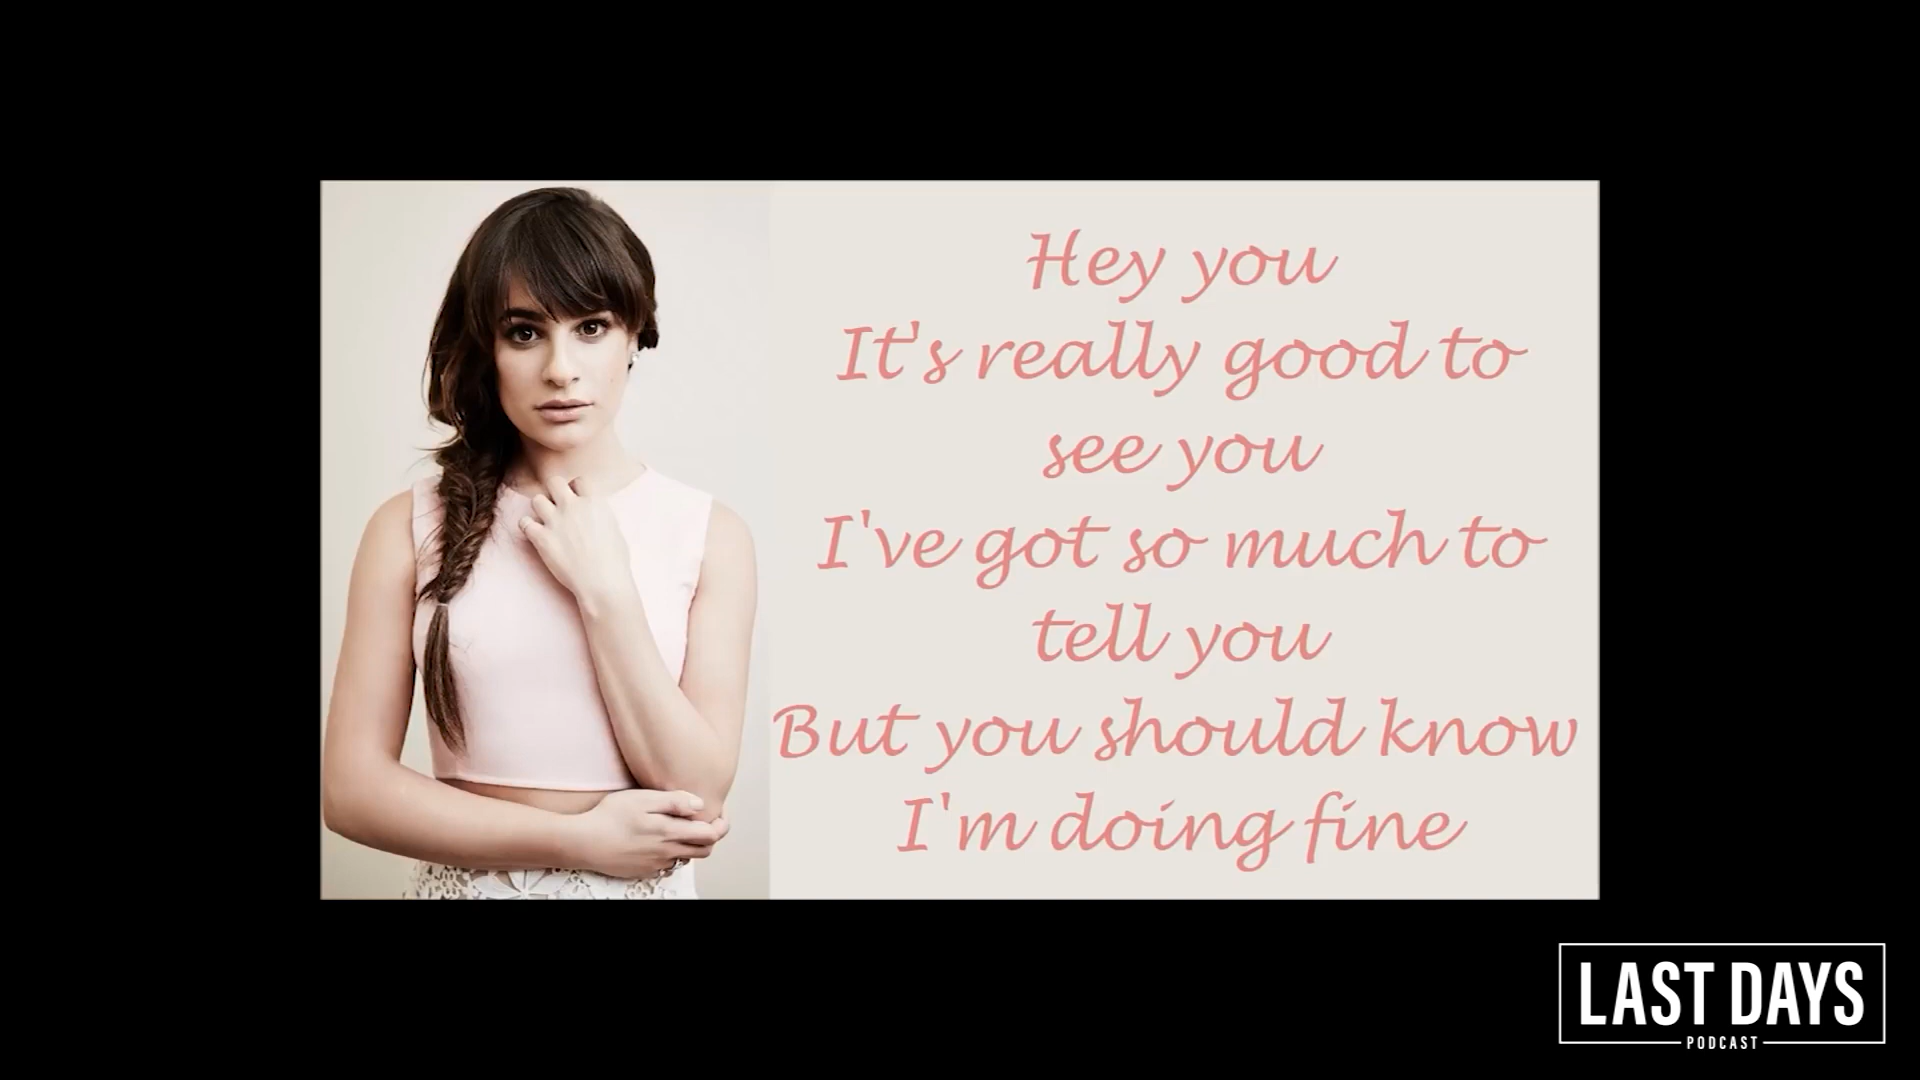 Hey you
It's really good to
see you
I've got so much to
tell you
But you should know
I'm doing fine
LAST DAYS
PODCAST